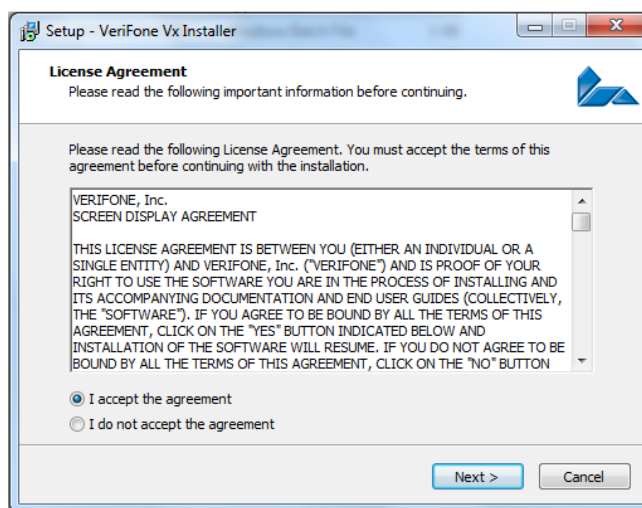 Setup - VeriFone Vx Installer
License Agreement
Please read the following important information before continuing.
Please read the following License Agreement. You must accept the terms of this
agreement before continuing with the installation.
VERIFONE, Inc.
SCREEN DISPLAY AGREEMENT
THIS LICENSE AGREEMENT IS BETWEEN YOU (EITHER AN INDIVIDUAL OR A
SINGLE ENTITY) AND VERIFONE, Inc. ("VERIFONE") AND IS PROOF OF YOUR
RIGHT TO USE THE SOFTWARE YOU ARE IN THE PROCESS OF INSTALLING AND
ITS ACCOMPANYING DOCUMENTATION AND END USER GUIDES (COLLECTIVELY,
THE "SOFTWARE"). IF YOU AGREE TO BE BOUND BY ALL THE TERMS OF THIS
AGREEMENT, CLICK ON THE "YES" BUTTON INDICATED BELOW AND
INSTALLATION OF THE SOFTWARE WILL RESUME. IF YOU DO NOT AGREE TO BE
BOUND BY ALL THE TERMS OF THIS AGREEMENT, CLICK ON THE "NO" BUTTON
I accept the agreement
I do not accept the agreement
Next >
Cancel